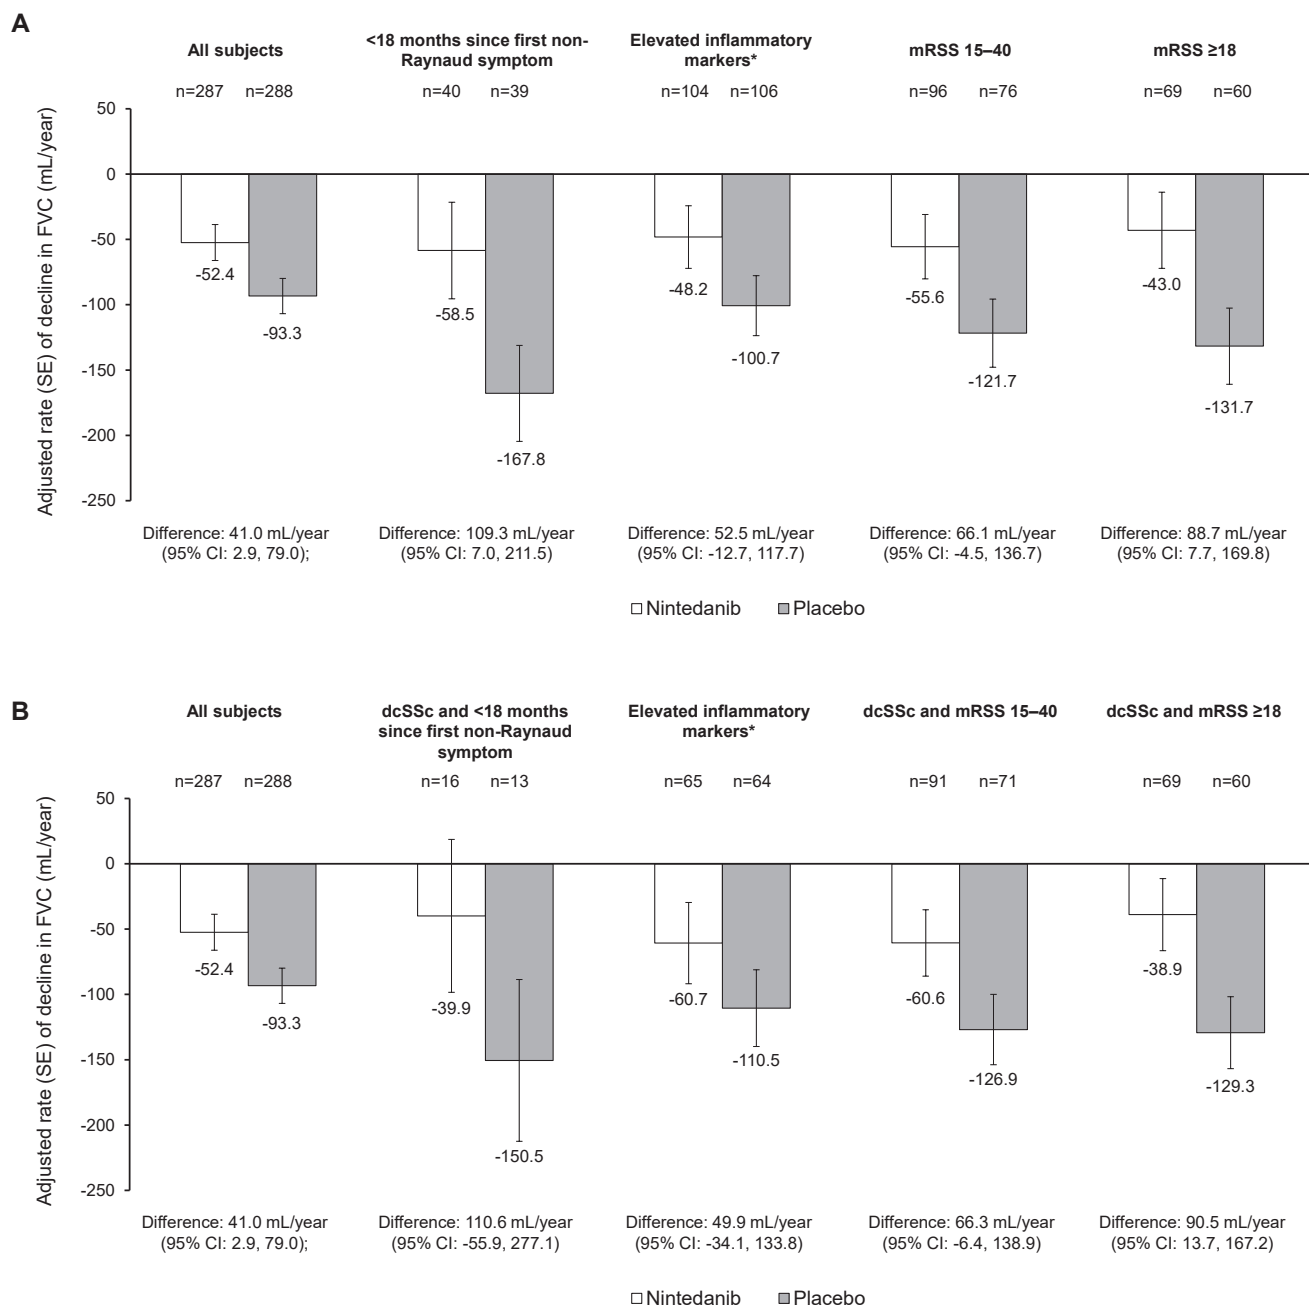 A
All subjects
<18 months since first non-
Raynaud symptom
Elevated inflammatory
markers*
mRSS 15–40
mRSS ≥18
n=287 n=288
n=40 n=39
n=104 n=106
n=96 n=76
n=69 n=60
Adjusted rate (SE) of decline in FVC (mL/year)
50
0
-50
-100
-150
-200
-250
-52.4
-93.3
-58.5
-167.8
-48.2
-100.7
-55.6
-121.7
-43.0
-131.7
Difference: 41.0 mL/year
(95% CI: 2.9, 79.0);
Difference: 109.3 mL/year
(95% CI: 7.0, 211.5)
Difference: 52.5 mL/year
(95% CI: -12.7, 117.7)
Difference: 66.1 mL/year
(95% CI: -4.5, 136.7)
Difference: 88.7 mL/year
(95% CI: 7.7, 169.8)
Nintedanib Placebo
B
All subjects
dcSSc and <18 months
since first non-Raynaud
symptom
Elevated inflammatory
markers*
dcSSc and mRSS 15–40
dcSSc and mRSS ≥18
n=287 n=288
n=16 n=13
n=65 n=64
n=91 n=71
n=69 n=60
Adjusted rate (SE) of decline in FVC (mL/year)
50
0
-50
-100
-150
-200
-250
-52.4
-93.3
-39.9
-150.5
-60.7
-110.5
-60.6
-126.9
-38.9
-129.3
Difference: 41.0 mL/year
(95% CI: 2.9, 79.0);
Difference: 110.6 mL/year
(95% CI: -55.9, 277.1)
Difference: 49.9 mL/year
(95% CI: -34.1, 133.8)
Difference: 66.3 mL/year
(95% CI: -6.4, 138.9)
Difference: 90.5 mL/year
(95% CI: 13.7, 167.2)
Nintedanib Placebo